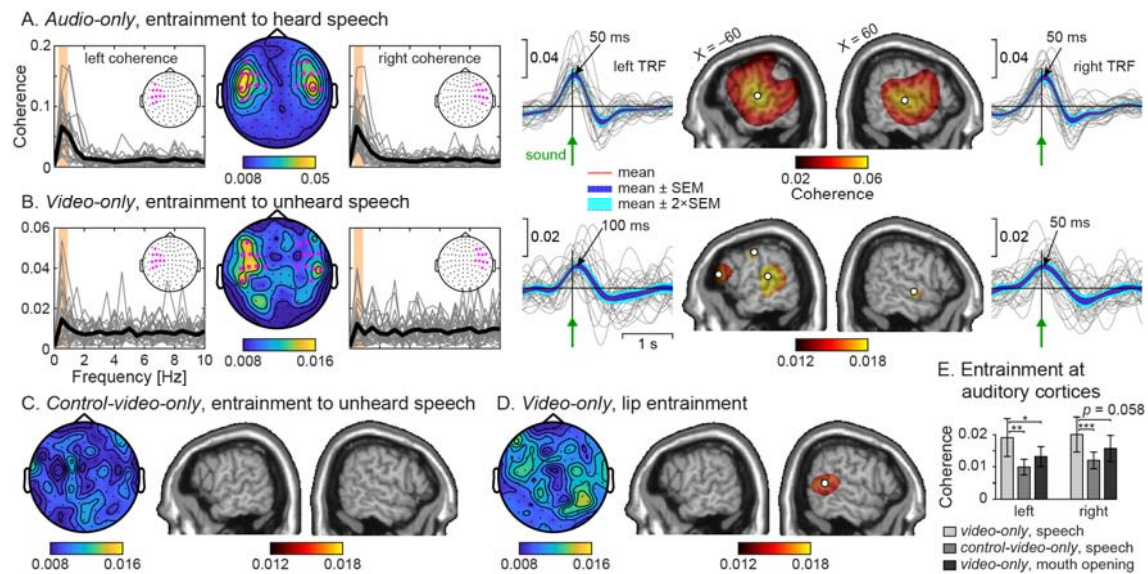 A. Audio-only, entrainment to heard speech
Coherence
0.2
0.1
0
left coherence
right coherence
0.008 0.05
0.04
50 ms
left TRF
sound
X = −60
X = 60
0.02 0.06
Coherence
0.04
50 ms
right TRF
mean
mean ± SEM
mean ± 2×SEM
B. Video-only, entrainment to unheard speech
0.06
0.04
0.02
0
0 2 4 6 8 10
Frequency [Hz]
0.008 0.016
0.02
100 ms
1 s
0.012 0.018
0.02
50 ms
C. Control-video-only, entrainment to unheard speech
0.008 0.016
0.012 0.018
D. Video-only, lip entrainment
0.008 0.016
0.012 0.018
E. Entrainment at
auditory cortices
p = 0.058
Coherence
0.02
0.01
0
**
*
***
left right
video-only, speech
control-video-only, speech
video-only, mouth opening